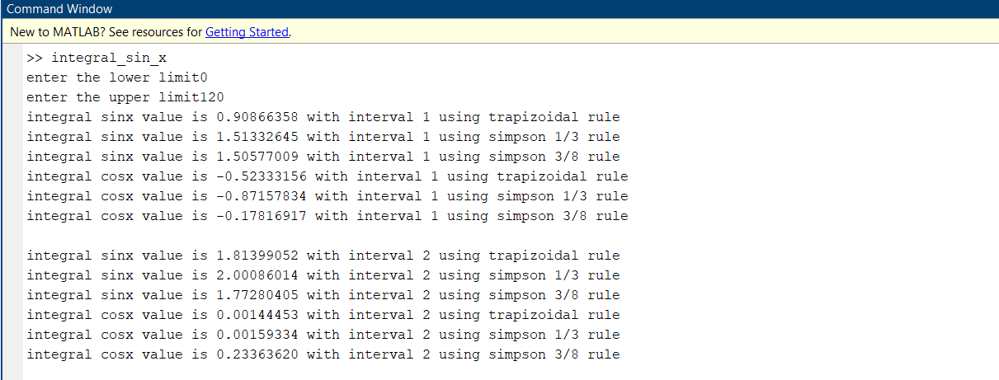 Command Window
New to MATLAB? See resources for Getting Started.
>> integral_sin_x
enter the lower limit0
enter the upper limit120
integral sinx value is 0.90866358 with interval 1 using trapizoidal rule
integral sinx value is 1.51332645 with interval 1 using simpson 1/3 rule
integral sinx value is 1.50577009 with interval 1 using simpson 3/8 rule
integral cosx value is -0.52333156 with interval 1 using trapizoidal rule
integral cosx value is -0.87157834 with interval 1 using simpson 1/3 rule
integral cosx value is -0.17816917 with interval 1 using simpson 3/8 rule
integral sinx value is 1.81399052 with interval 2 using trapizoidal rule
integral sinx value is 2.00086014 with interval 2 using simpson 1/3 rule
integral sinx value is 1.77280405 with interval 2 using simpson 3/8 rule
integral cosx value is 0.00144453 with interval 2 using trapizoidal rule
integral cosx value is 0.00159334 with interval 2 using simpson 1/3 rule
integral cosx value is 0.23363620 with interval 2 using simpson 3/8 rule